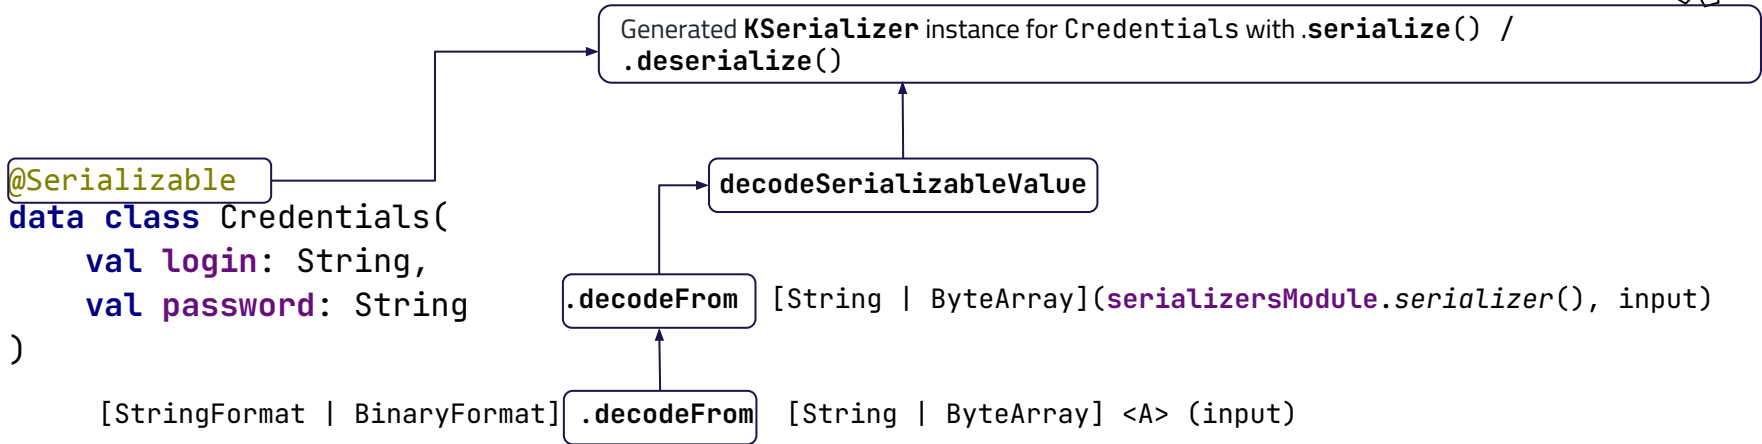 Generated KSerializer instance for Credentials with .serialize() /
.deserialize()
@Serializable
decodeSerializableValue
data class Credentials(
val login: String,
val password: String
.decodeFrom [String | ByteArray](serializersModule.serializer(), input)
)
[StringFormat | BinaryFormat] .decodeFrom [String | ByteArray] <A> (input)